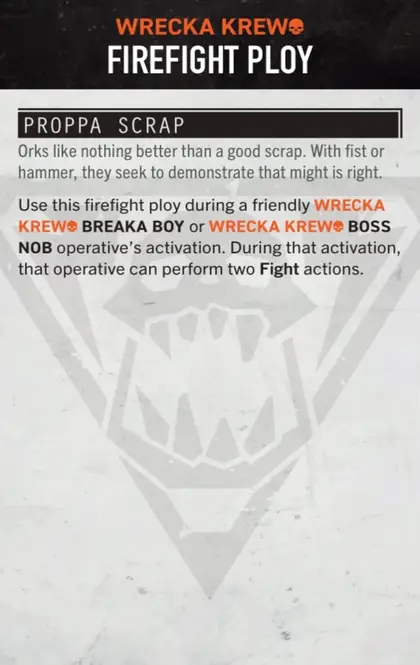 WRECKA KREW
FIREFIGHT PLOY
PROPPA SCRAP
Orks like nothing better than a good scrap. With fist or
hammer, they seek to demonstrate that might is right.
Use this firefight ploy during a friendly WRECKA
KREW BREAKA BOY or WRECKA KREW BOSS
NOB operative’s activation. During that activation,
that operative can perform two Fight actions.